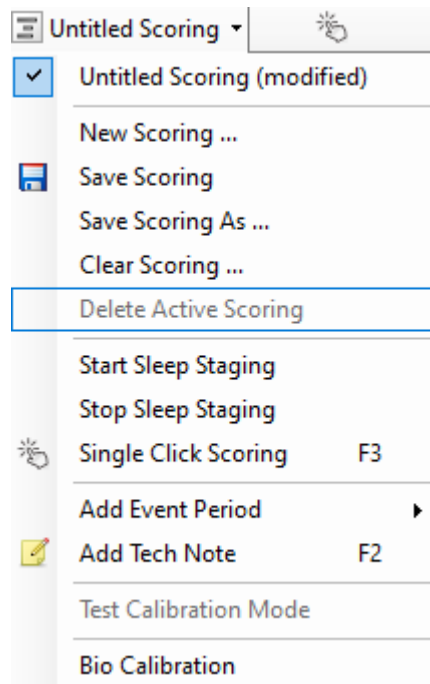 Untitled Scoring
Untitled Scoring (modified)
New Scoring ...
Save Scoring
Save Scoring As ...
Clear Scoring ...
Delete Active Scoring
Start Sleep Staging
Stop Sleep Staging
Single Click Scoring F3
Add Event Period
Add Tech Note F2
Test Calibration Mode
Bio Calibration